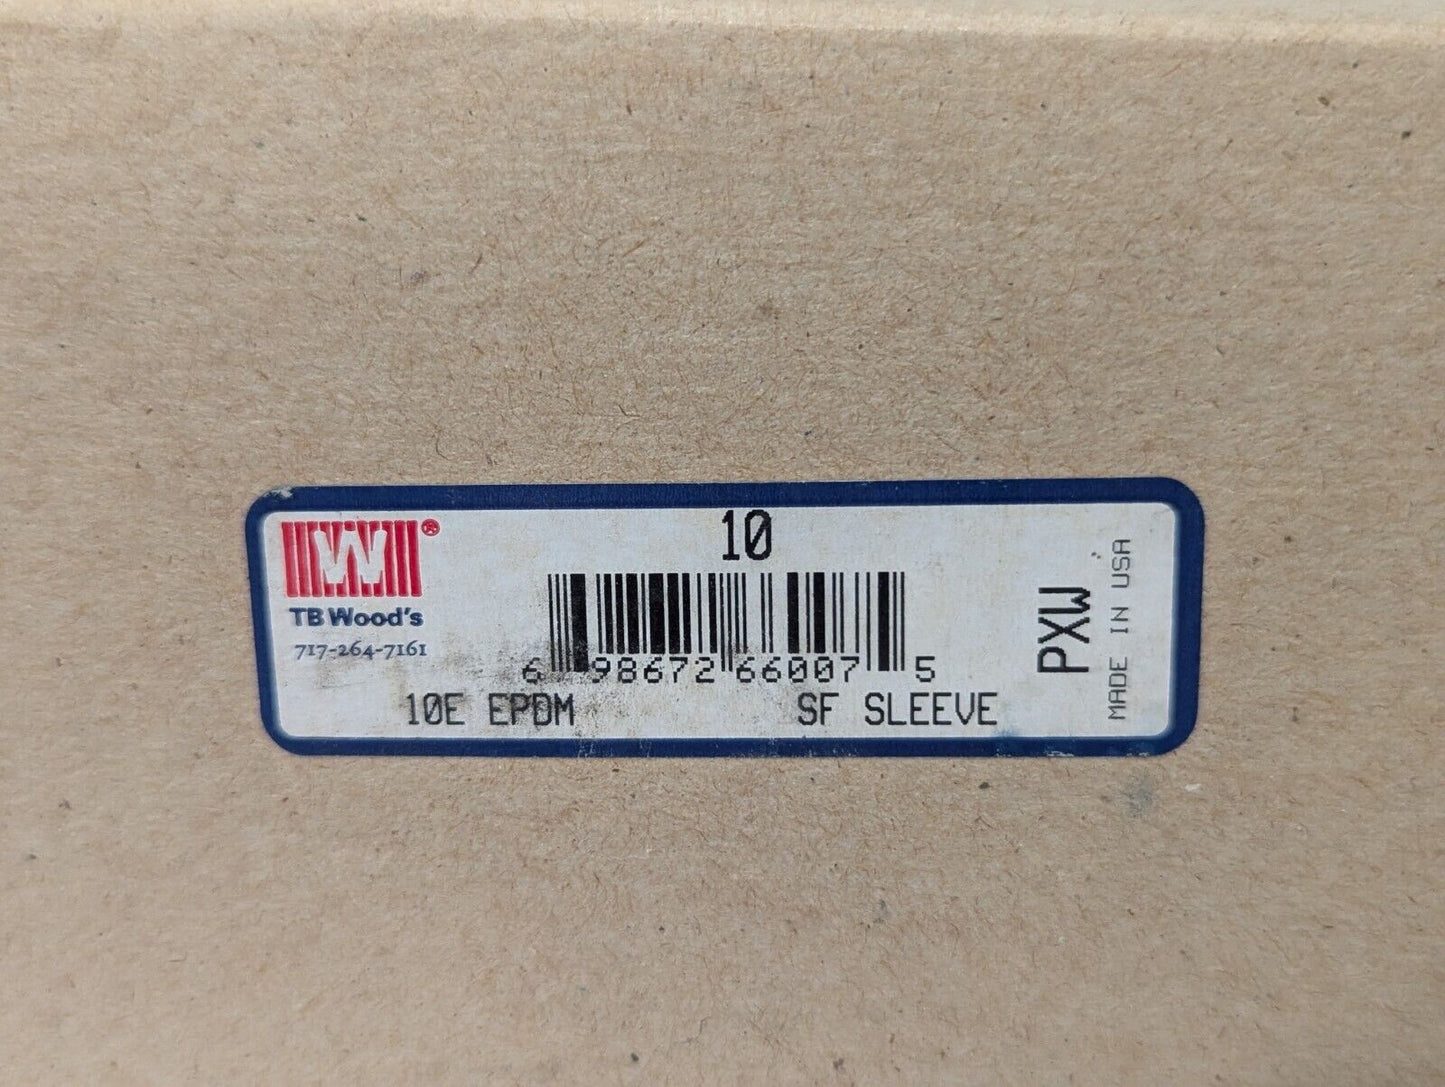 10
W®
TB Wood's
717-264-7161
6 98672 66007 5
10E EPDM SF SLEEVE
PXW
MADE IN USA